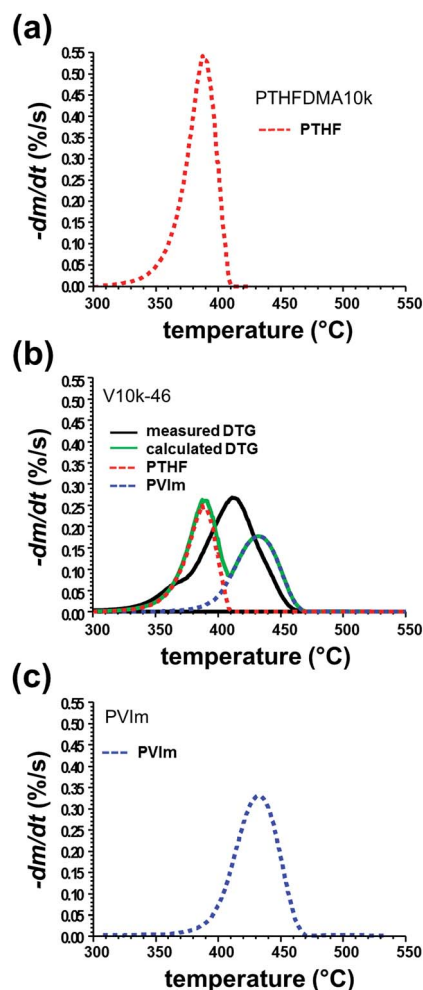 (a)
-dm/dt (%/s)
0.55
0.50
0.45
0.40
0.35
0.30
0.25
0.20
0.15
0.10
0.05
0.00
PTHFDMA10k
PTHF
300 350 400 450 500 550
temperature (°C)
(b)
-dm/dt (%/s)
0.55
0.50
0.45
0.40
0.35
0.30
0.25
0.20
0.15
0.10
0.05
0.00
V10k-46
measured DTG
calculated DTG
PTHF
PVIm
300 350 400 450 500 550
temperature (°C)
(c)
-dm/dt (%/s)
0.55
0.50
0.45
0.40
0.35
0.30
0.25
0.20
0.15
0.10
0.05
0.00
PVIm
PVIm
300 350 400 450 500 550
temperature (°C)